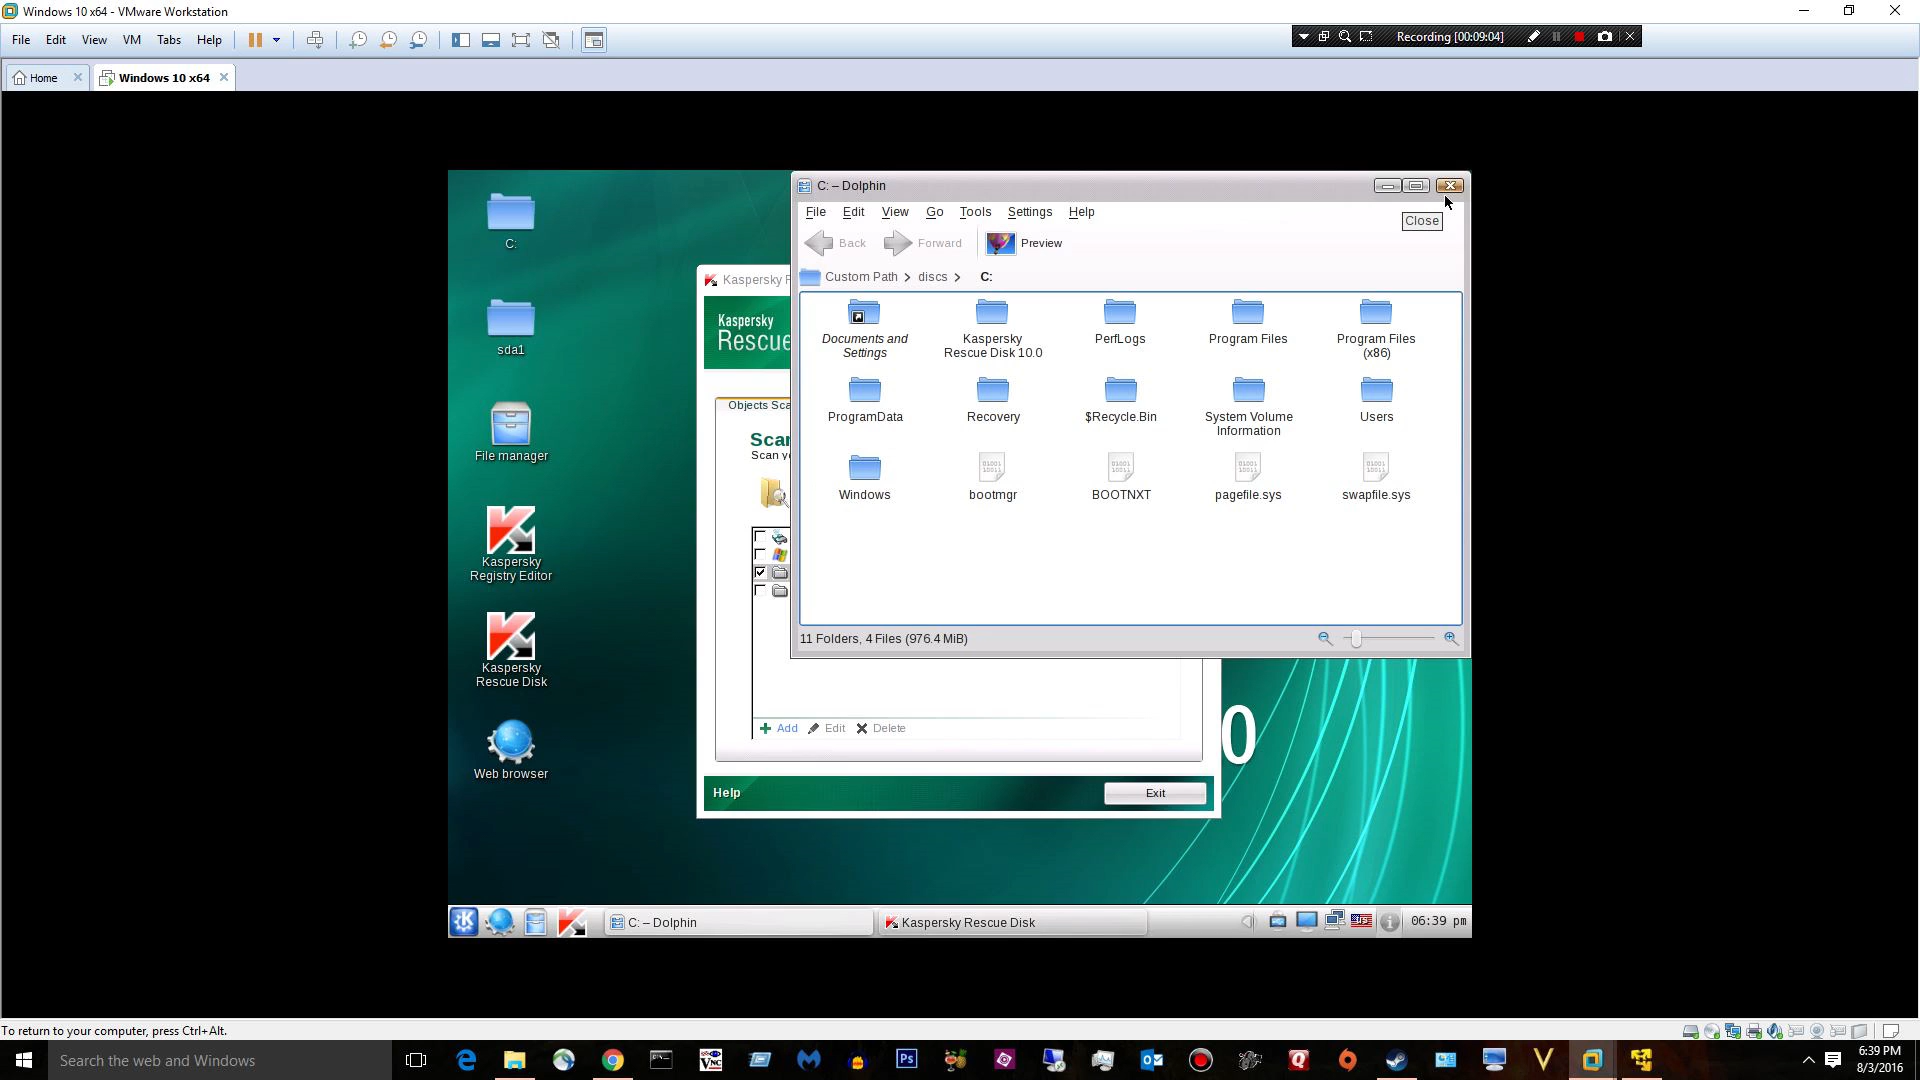 Windows 10 x64 - VMware Workstation
File Edit View VM Tabs Help
Recording [00:09:04]
Home
Windows 10 x64
C:
sda1
File manager
Kaspersky
Registry Editor
Kaspersky
Rescue Disk
Web browser
C: – Dolphin
File Edit View Go Tools Settings Help
Close
Back Forward Preview
Custom Path discs C:
Documents and
Settings
Kaspersky
Rescue Disk 10.0
PerfLogs
Program Files
Program Files
(x86)
ProgramData
Recovery
$Recycle.Bin
System Volume
Information
Users
Windows
bootmgr
BOOTNXT
pagefile.sys
swapfile.sys
11 Folders, 4 Files (976.4 MiB)
Kaspersky
Kaspersky
Rescue
Objects
Scan
Add Edit Delete
Help
Exit
0
C: – Dolphin
Kaspersky Rescue Disk
US
06:39 pm
To return to your computer, press Ctrl+Alt.
Search the web and Windows
Ps
6:39 PM
8/3/2016